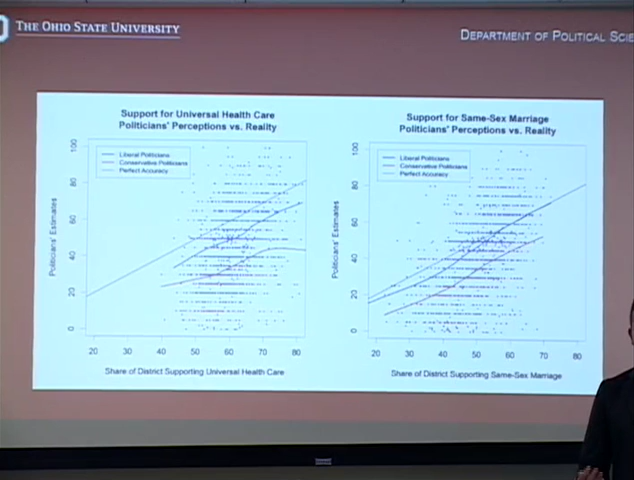 THE OHIO STATE UNIVERSITY
DEPARTMENT OF POLITICAL SCIE
Support for Universal Health Care
Politicians' Perceptions vs. Reality
Liberal Politicians
Conservative Politicians
Perfect Accuracy
Politicians' Estimates
100
80
60
40
20
0
20 30 40 50 60 70 80
Share of District Supporting Universal Health Care
Support for Same-Sex Marriage
Politicians' Perceptions vs. Reality
Liberal Politicians
Conservative Politicians
Perfect Accuracy
Politicians' Estimates
100
80
60
40
20
0
20 30 40 50 60 70 80
Share of District Supporting Same-Sex Marriage